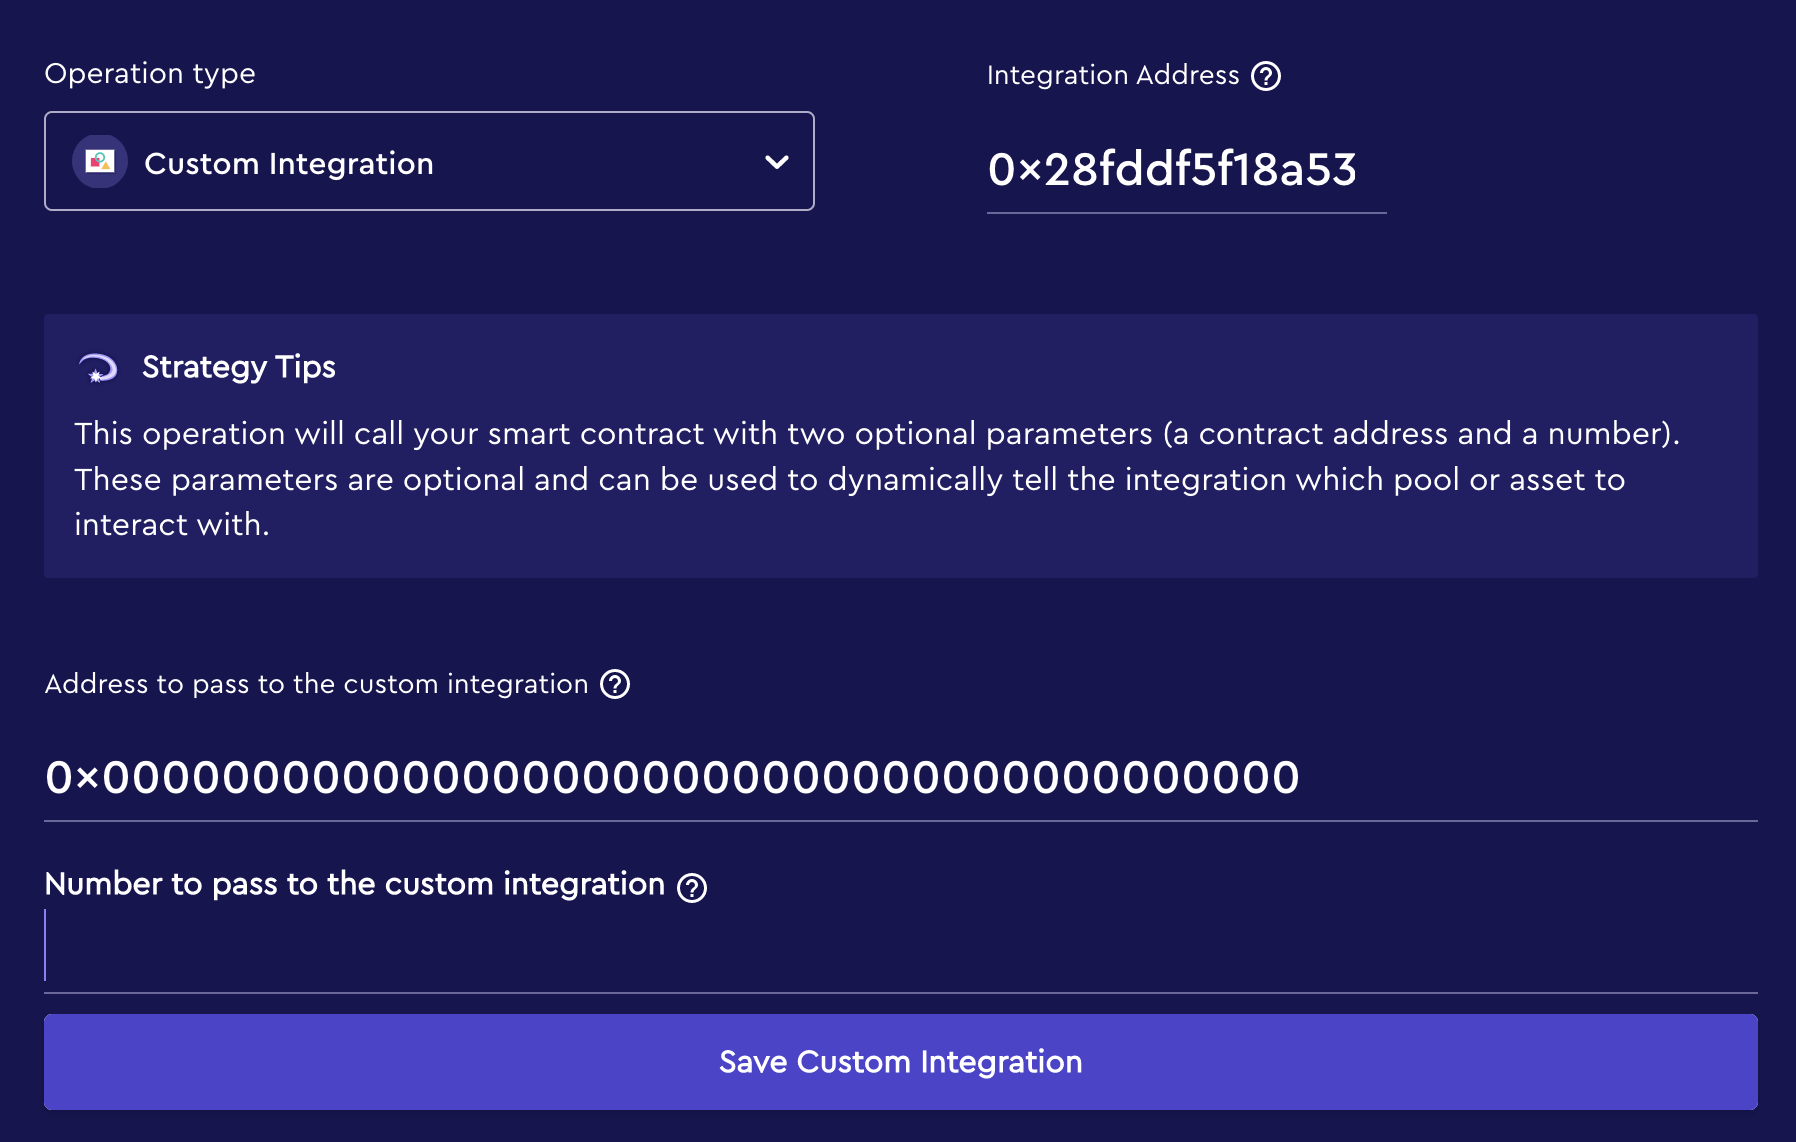 Operation type
Integration Address
Custom Integration
0x28fddf5f18a53
Strategy Tips
This operation will call your smart contract with two optional parameters (a contract address and a number).
These parameters are optional and can be used to dynamically tell the integration which pool or asset to
interact with.
Address to pass to the custom integration
0x0000000000000000000000000000000000000000
Number to pass to the custom integration
Save Custom Integration